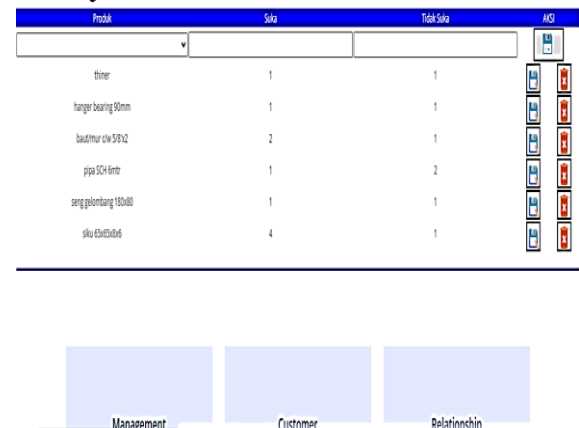 Produk Suka Tidak Suka AKSI
thiner 1 1
hanger bearing 90mm 1 1
baut/mur c/w 5/8'x2 2 1
pipa SCH 6mtr 1 2
seng gelombang 180x80 1 1
siku 65x65x8x6 4 1
Management Customer Relationship